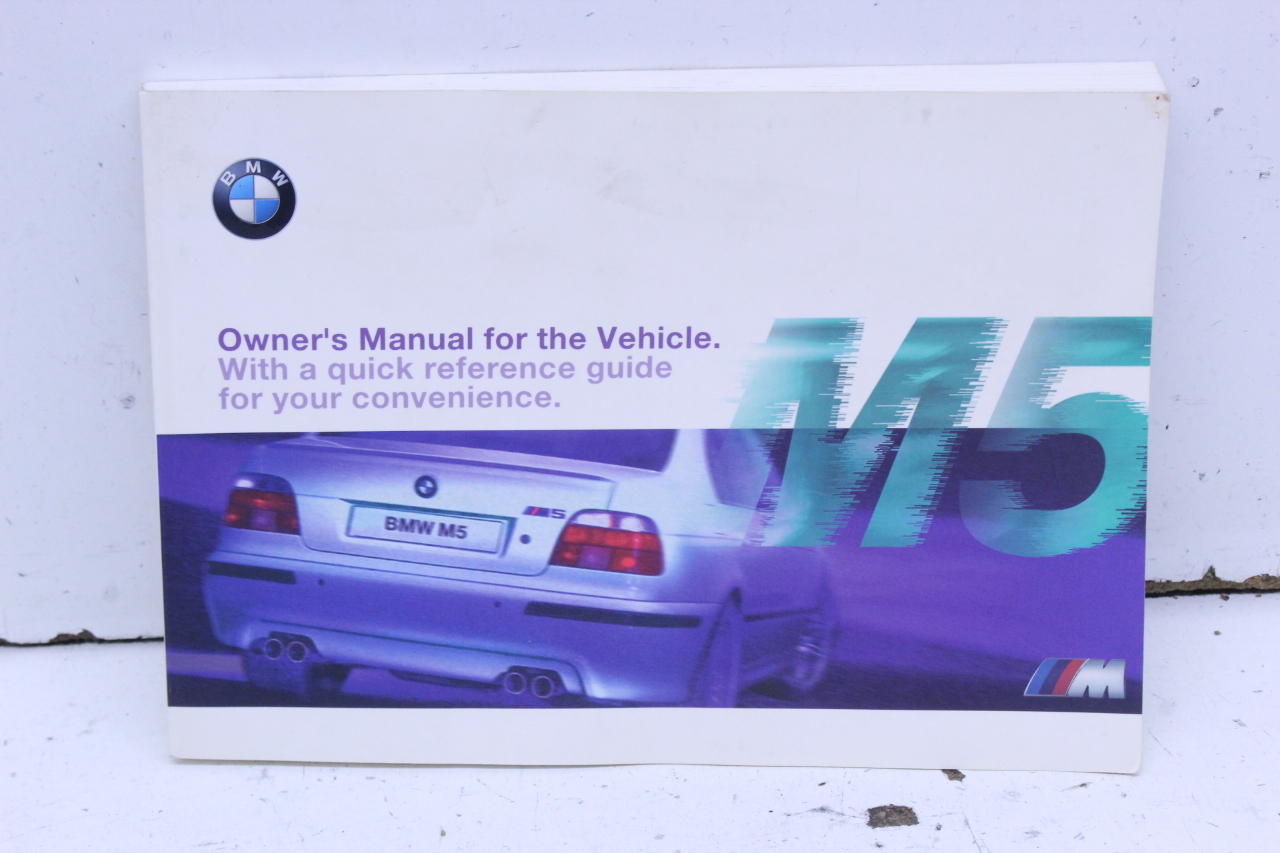 BMW
Owner's Manual for the Vehicle.
With a quick reference guide
for your convenience.
M5
M5
BMW M5
M